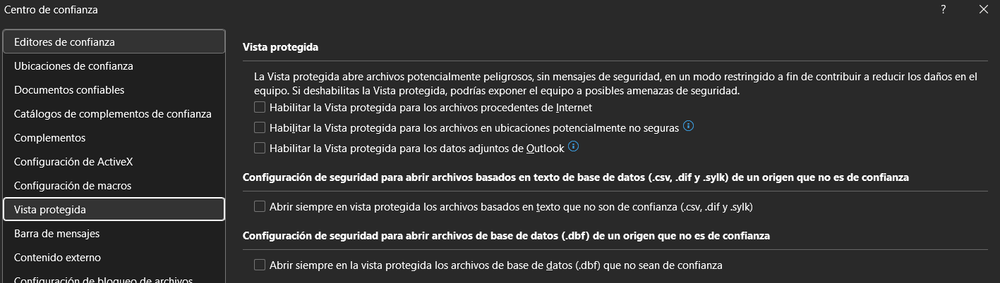 Centro de confianza
?
Editores de confianza
Ubicaciones de confianza
Documentos confiables
Catálogos de complementos de confianza
Complementos
Configuración de ActiveX
Configuración de macros
Vista protegida
Barra de mensajes
Contenido externo
Configuración de bloqueo de archivos
Vista protegida
La Vista protegida abre archivos potencialmente peligrosos, sin mensajes de seguridad, en un modo restringido a fin de contribuir a reducir los daños en el
equipo. Si deshabilitas la Vista protegida, podrías exponer el equipo a posibles amenazas de seguridad.
Habilitar la Vista protegida para los archivos procedentes de Internet
Habilitar la Vista protegida para los archivos en ubicaciones potencialmente no seguras
Habilitar la Vista protegida para los datos adjuntos de Outlook
Configuración de seguridad para abrir archivos basados en texto de base de datos (.csv, .dif y .sylk) de un origen que no es de confianza
Abrir siempre en vista protegida los archivos basados en texto que no son de confianza (.csv, .dif y .sylk)
Configuración de seguridad para abrir archivos de base de datos (.dbf) de un origen que no es de confianza
Abrir siempre en la vista protegida los archivos de base de datos (.dbf) que no sean de confianza